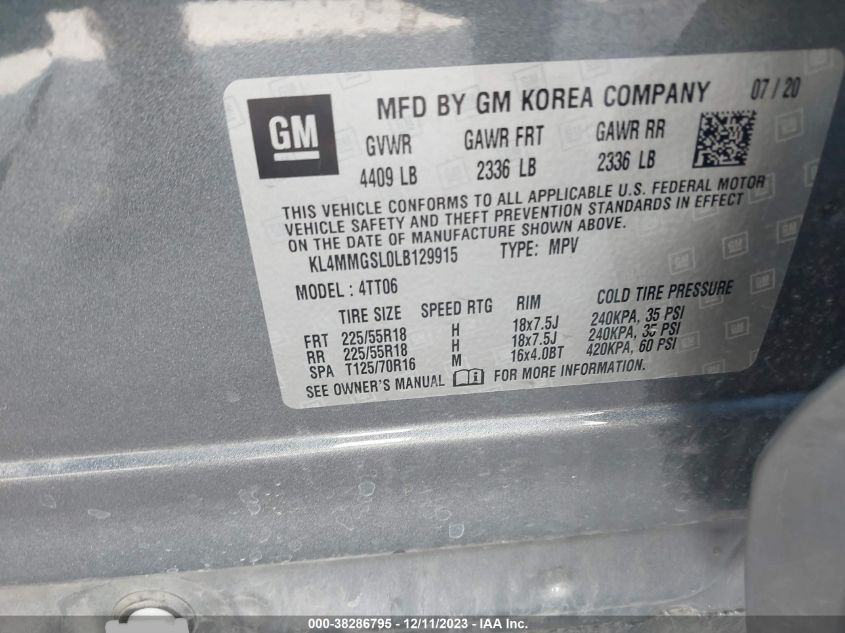 GM
MFD BY GM KOREA COMPANY 07/20
GVWR GAWR FRT GAWR RR
4409 LB 2336 LB 2336 LB
THIS VEHICLE CONFORMS TO ALL APPLICABLE U.S. FEDERAL MOTOR
VEHICLE SAFETY AND THEFT PREVENTION STANDARDS IN EFFECT
ON THE DATE OF MANUFACTURE SHOWN ABOVE.
KL4MMGSL0LB129915 TYPE: MPV
MODEL : 4TT06
TIRE SIZE SPEED RTG RIM COLD TIRE PRESSURE
FRT 225/55R18 H 18x7.5J 240KPA, 35 PSI
RR 225/55R18 H 18x7.5J 240KPA, 35 PSI
SPA T125/70R16 M 16x4.0BT 420KPA, 60 PSI
SEE OWNER'S MANUAL FOR MORE INFORMATION.
000-38286795 - 12/11/2023 - IAA Inc.